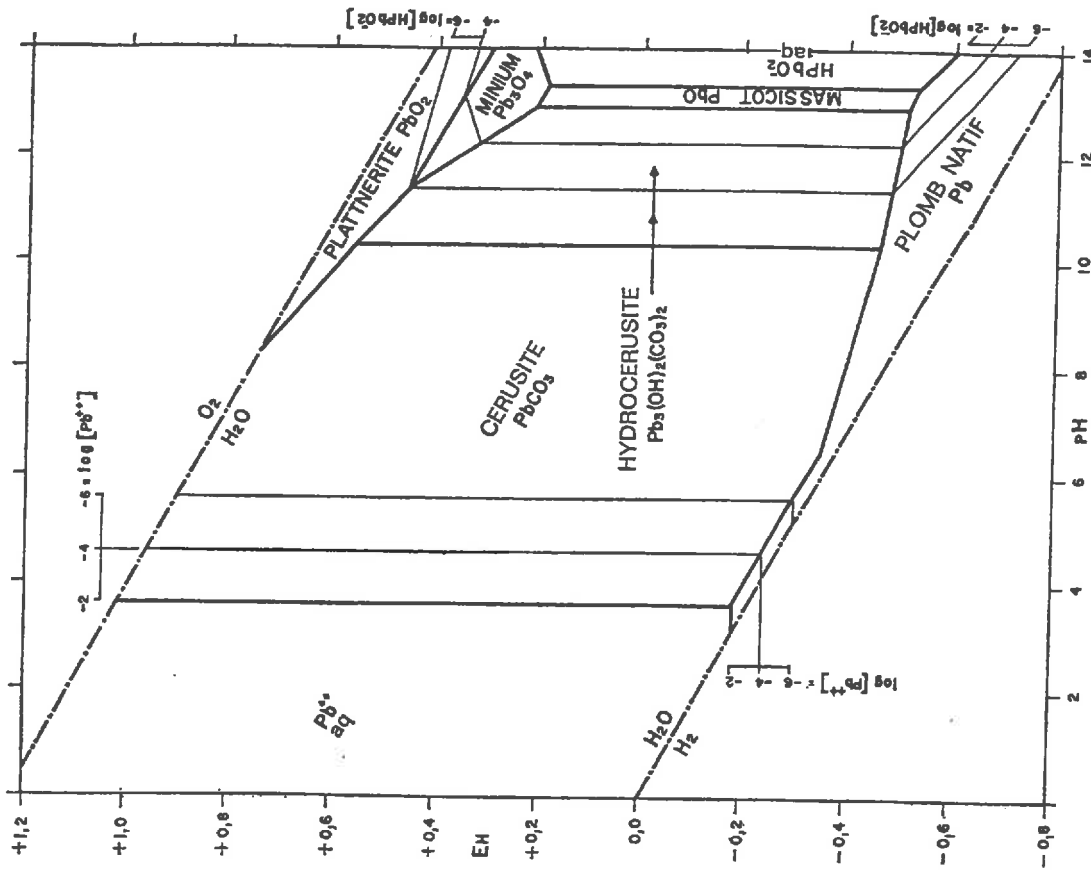 +1,2
+1,0
+0,8
+0,6
+0,4
+0,2
0,0
-0,2
-0,4
-0,6
-0,8
EH
2
4
6
8
10
12
14
PH
-2
-4
-6 = log [Pb++]
O2
H2O
H2O
H2
Pb++
aq
CERUSITE
PbCO3
HYDROCERUSITE
Pb3(OH)2(CO3)2
PLATTNERITE PbO2
MINIUM
Pb3O4
MASSICOT PbO
HPbO2-
aq
PLOMB NATIF
Pb
-4
-6 = log[HPbO2-]
-4
-2 = log[HPbO2-]
-4
-6
log [Pb++] =
-2
-4
-6